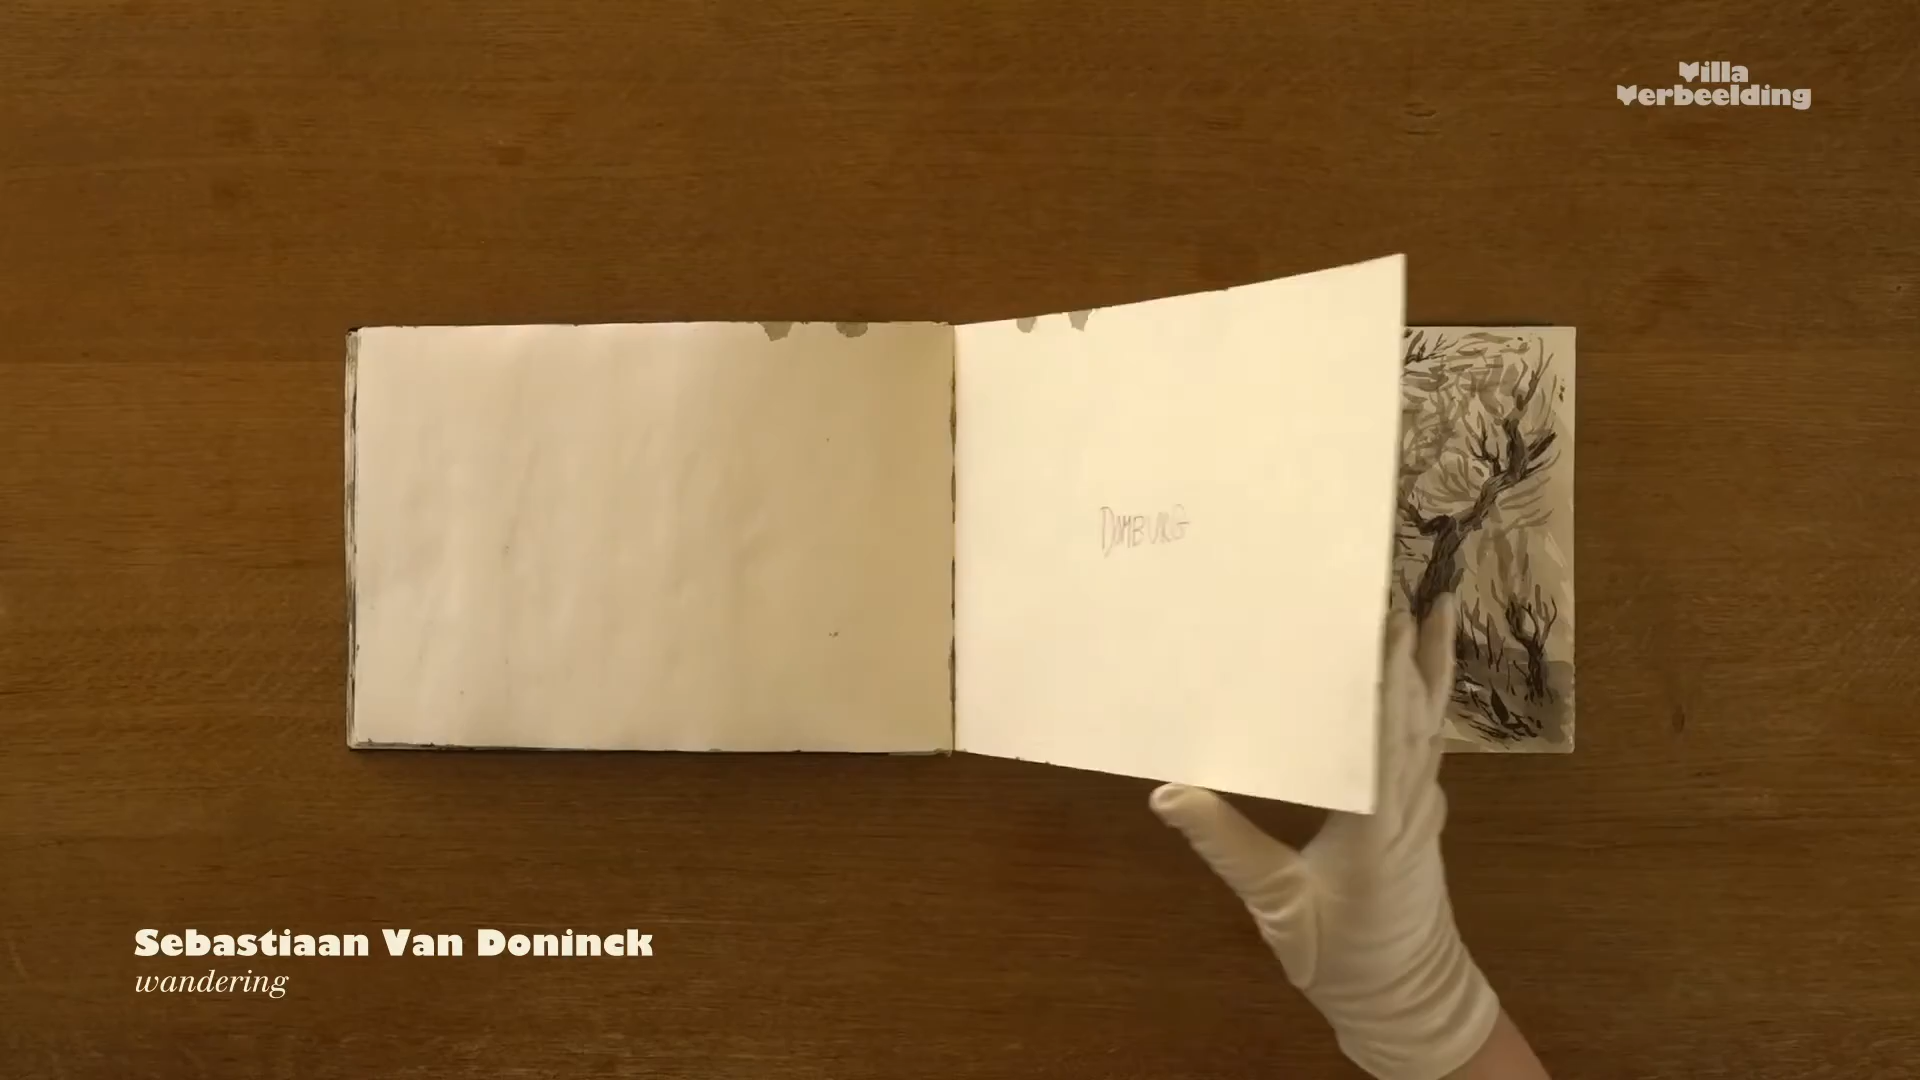 Villa
Verbeelding
DOMBURG
Sebastiaan Van Doninck
wandering